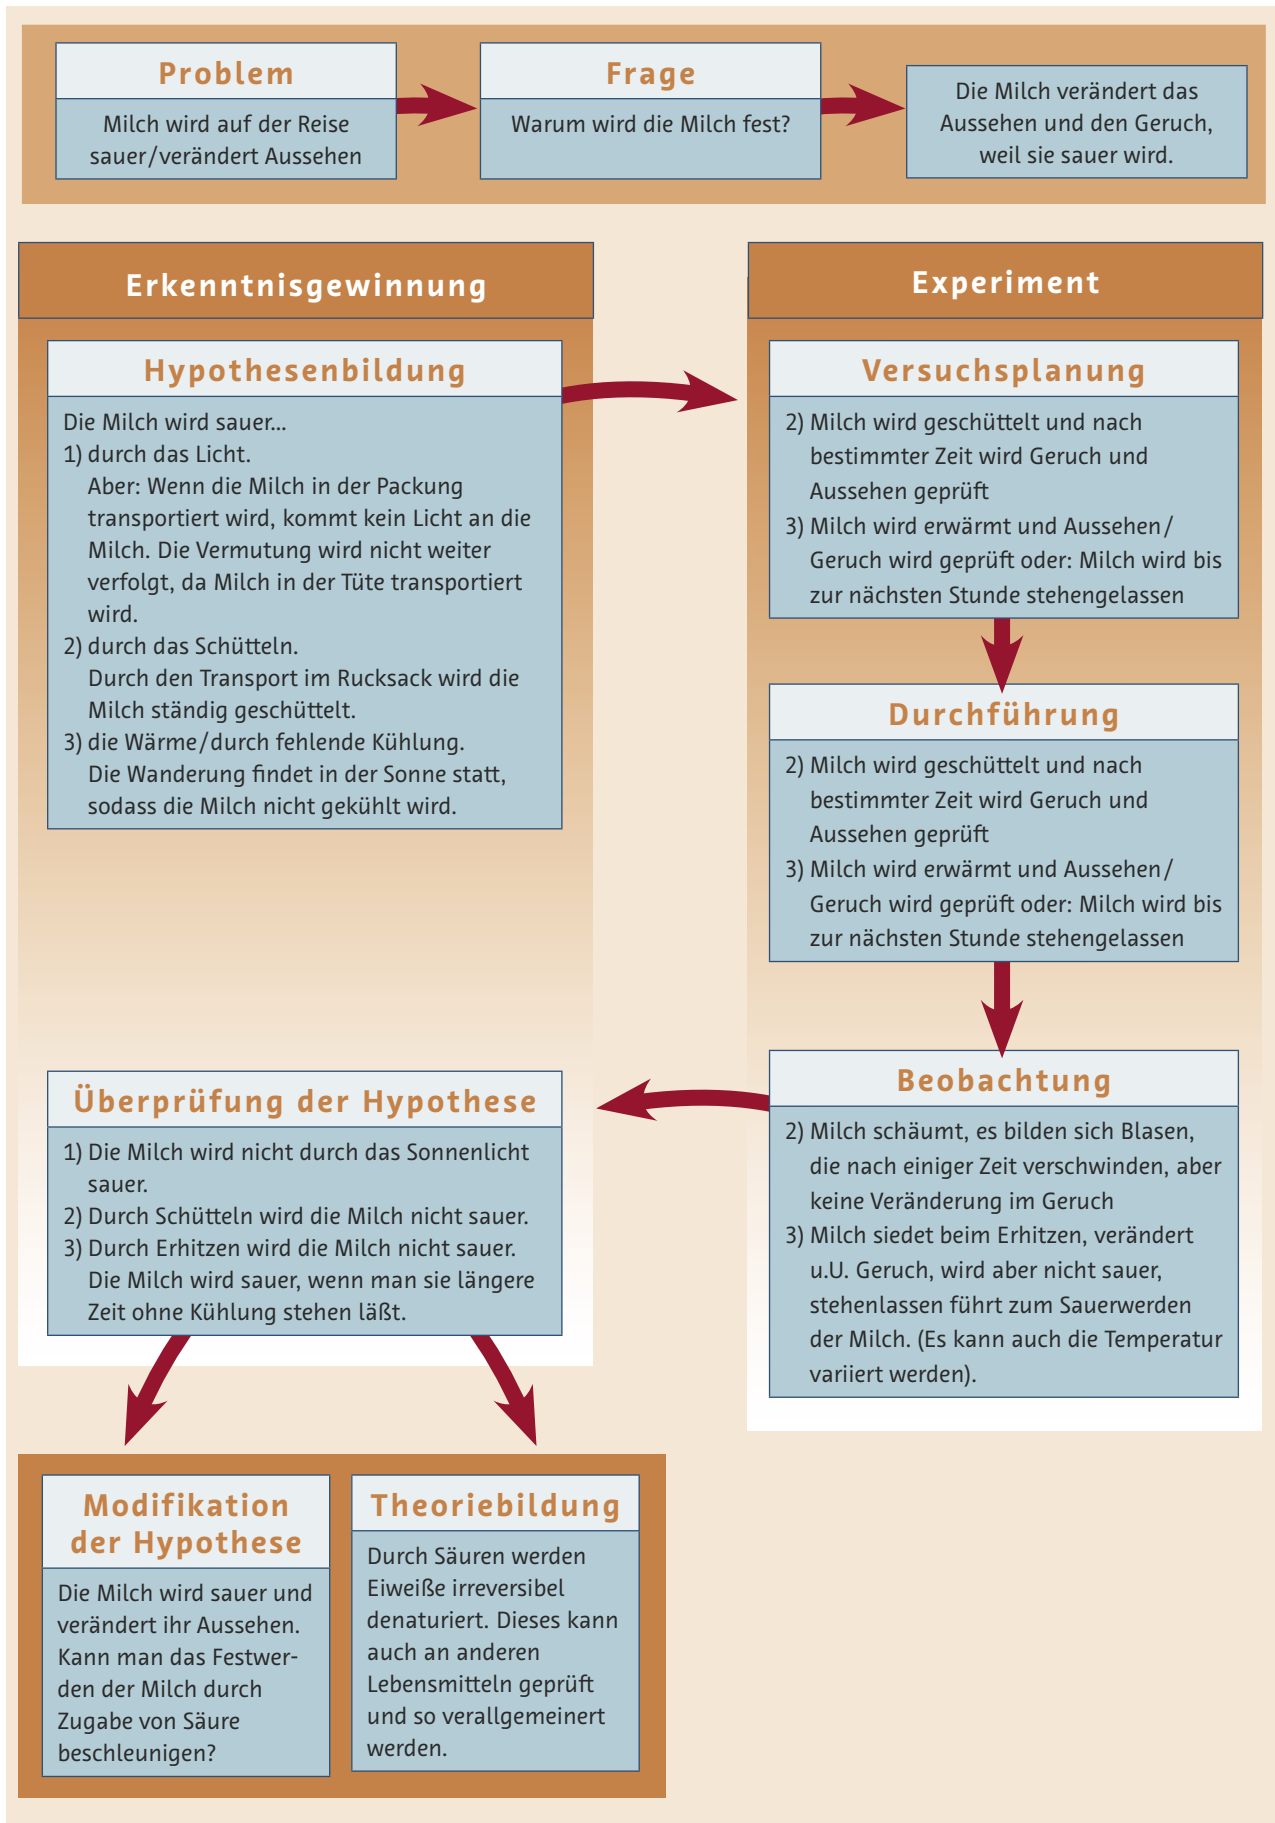 Problem
Milch wird auf der Reise
sauer/verändert Aussehen
Frage
Warum wird die Milch fest?
Die Milch verändert das
Aussehen und den Geruch,
weil sie sauer wird.
Erkenntnisgewinnung
Hypothesenbildung
Die Milch wird sauer...
1) durch das Licht.
Aber: Wenn die Milch in der Packung
transportiert wird, kommt kein Licht an die
Milch. Die Vermutung wird nicht weiter
verfolgt, da Milch in der Tüte transportiert
wird.
2) durch das Schütteln.
Durch den Transport im Rucksack wird die
Milch ständig geschüttelt.
3) die Wärme/durch fehlende Kühlung.
Die Wanderung findet in der Sonne statt,
sodass die Milch nicht gekühlt wird.
Experiment
Versuchsplanung
2) Milch wird geschüttelt und nach
bestimmter Zeit wird Geruch und
Aussehen geprüft
3) Milch wird erwärmt und Aussehen/
Geruch wird geprüft oder: Milch wird bis
zur nächsten Stunde stehengelassen
Durchführung
2) Milch wird geschüttelt und nach
bestimmter Zeit wird Geruch und
Aussehen geprüft
3) Milch wird erwärmt und Aussehen/
Geruch wird geprüft oder: Milch wird bis
zur nächsten Stunde stehengelassen
Beobachtung
2) Milch schäumt, es bilden sich Blasen,
die nach einiger Zeit verschwinden, aber
keine Veränderung im Geruch
3) Milch siedet beim Erhitzen, verändert
u.U. Geruch, wird aber nicht sauer,
stehenlassen führt zum Sauerwerden
der Milch. (Es kann auch die Temperatur
variiert werden).
Überprüfung der Hypothese
1) Die Milch wird nicht durch das Sonnenlicht
sauer.
2) Durch Schütteln wird die Milch nicht sauer.
3) Durch Erhitzen wird die Milch nicht sauer.
Die Milch wird sauer, wenn man sie längere
Zeit ohne Kühlung stehen läßt.
Modifikation
der Hypothese
Die Milch wird sauer und
verändert ihr Aussehen.
Kann man das Festwer-
den der Milch durch
Zugabe von Säure
beschleunigen?
Theoriebildung
Durch Säuren werden
Eiweiße irreversibel
denaturiert. Dieses kann
auch an anderen
Lebensmitteln geprüft
und so verallgemeinert
werden.